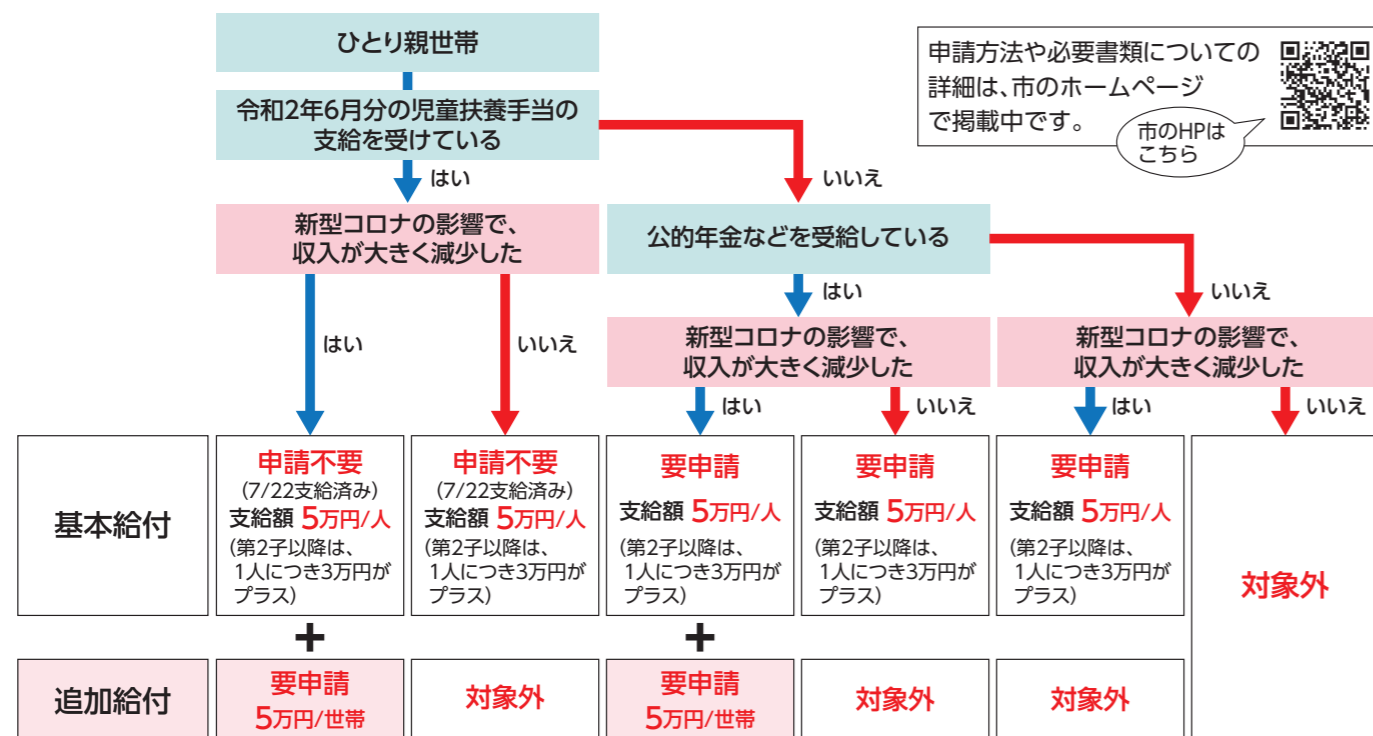 ひとり親世帯
申請方法や必要書類についての
詳細は、市のホームページ
で掲載中です。
市のHPは
こちら
令和2年6月分の児童扶養手当の
支給を受けている
はい
いいえ
新型コロナの影響で、
収入が大きく減少した
公的年金などを受給している
はい
いいえ
はい
いいえ
新型コロナの影響で、
収入が大きく減少した
新型コロナの影響で、
収入が大きく減少した
はい
いいえ
はい
いいえ
基本給付
申請不要
(7/22支給済み)
支給額 5万円/人
(第2子以降は、
1人につき3万円が
プラス)
申請不要
(7/22支給済み)
支給額 5万円/人
(第2子以降は、
1人につき3万円が
プラス)
要申請
支給額 5万円/人
(第2子以降は、
1人につき3万円が
プラス)
要申請
支給額 5万円/人
(第2子以降は、
1人につき3万円が
プラス)
要申請
支給額 5万円/人
(第2子以降は、
1人につき3万円が
プラス)
対象外
+
+
追加給付
要申請
5万円/世帯
対象外
要申請
5万円/世帯
対象外
対象外